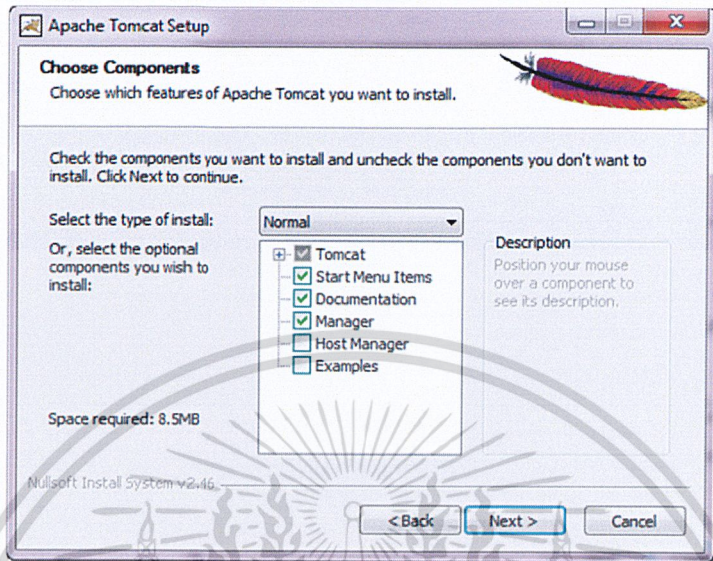 Apache Tomcat Setup
Choose Components
Choose which features of Apache Tomcat you want to install.
Check the components you want to install and uncheck the components you don't want to
install. Click Next to continue.
Select the type of install:
Normal
Or, select the optional
components you wish to
install:
Tomcat
Start Menu Items
Documentation
Manager
Host Manager
Examples
Description
Position your mouse
over a component to
see its description.
Space required: 8.5MB
Nullsoft Install System v2.46
< Back
Next >
Cancel